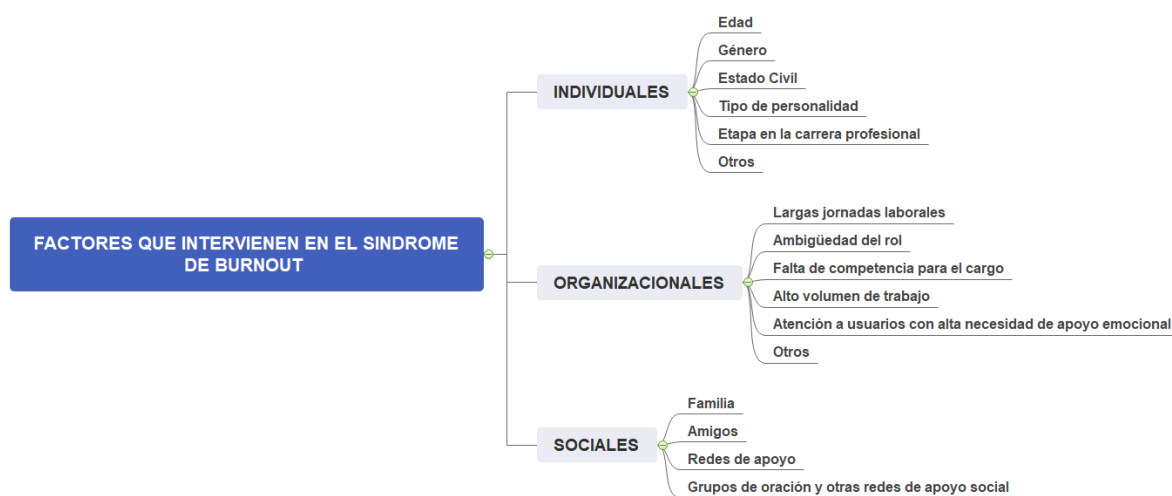 FACTORES QUE INTERVIENEN EN EL SINDROME
DE BURNOUT
INDIVIDUALES
Edad
Género
Estado Civil
Tipo de personalidad
Etapa en la carrera profesional
Otros
ORGANIZACIONALES
Largas jornadas laborales
Ambigüedad del rol
Falta de competencia para el cargo
Alto volumen de trabajo
Atención a usuarios con alta necesidad de apoyo emocional
Otros
SOCIALES
Familia
Amigos
Redes de apoyo
Grupos de oración y otras redes de apoyo social